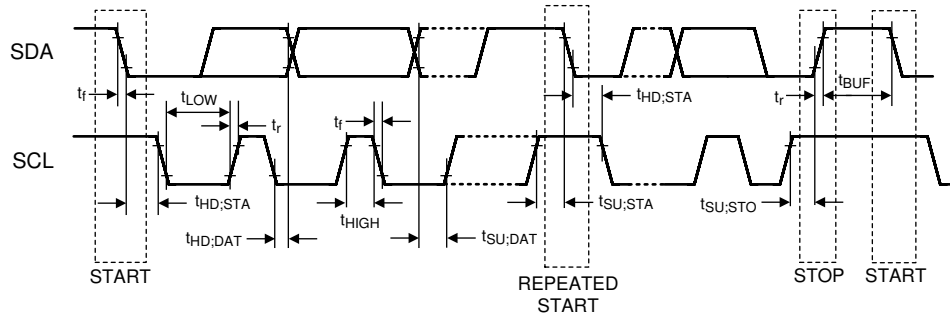 SDA
t_f
t_LOW
t_r
t_f
t_HD;STA
t_r
t_BUF
SCL
t_HD;STA
t_HD;DAT
t_HIGH
t_SU;DAT
t_SU;STA
t_SU;STO
START
REPEATED
START
STOP
START